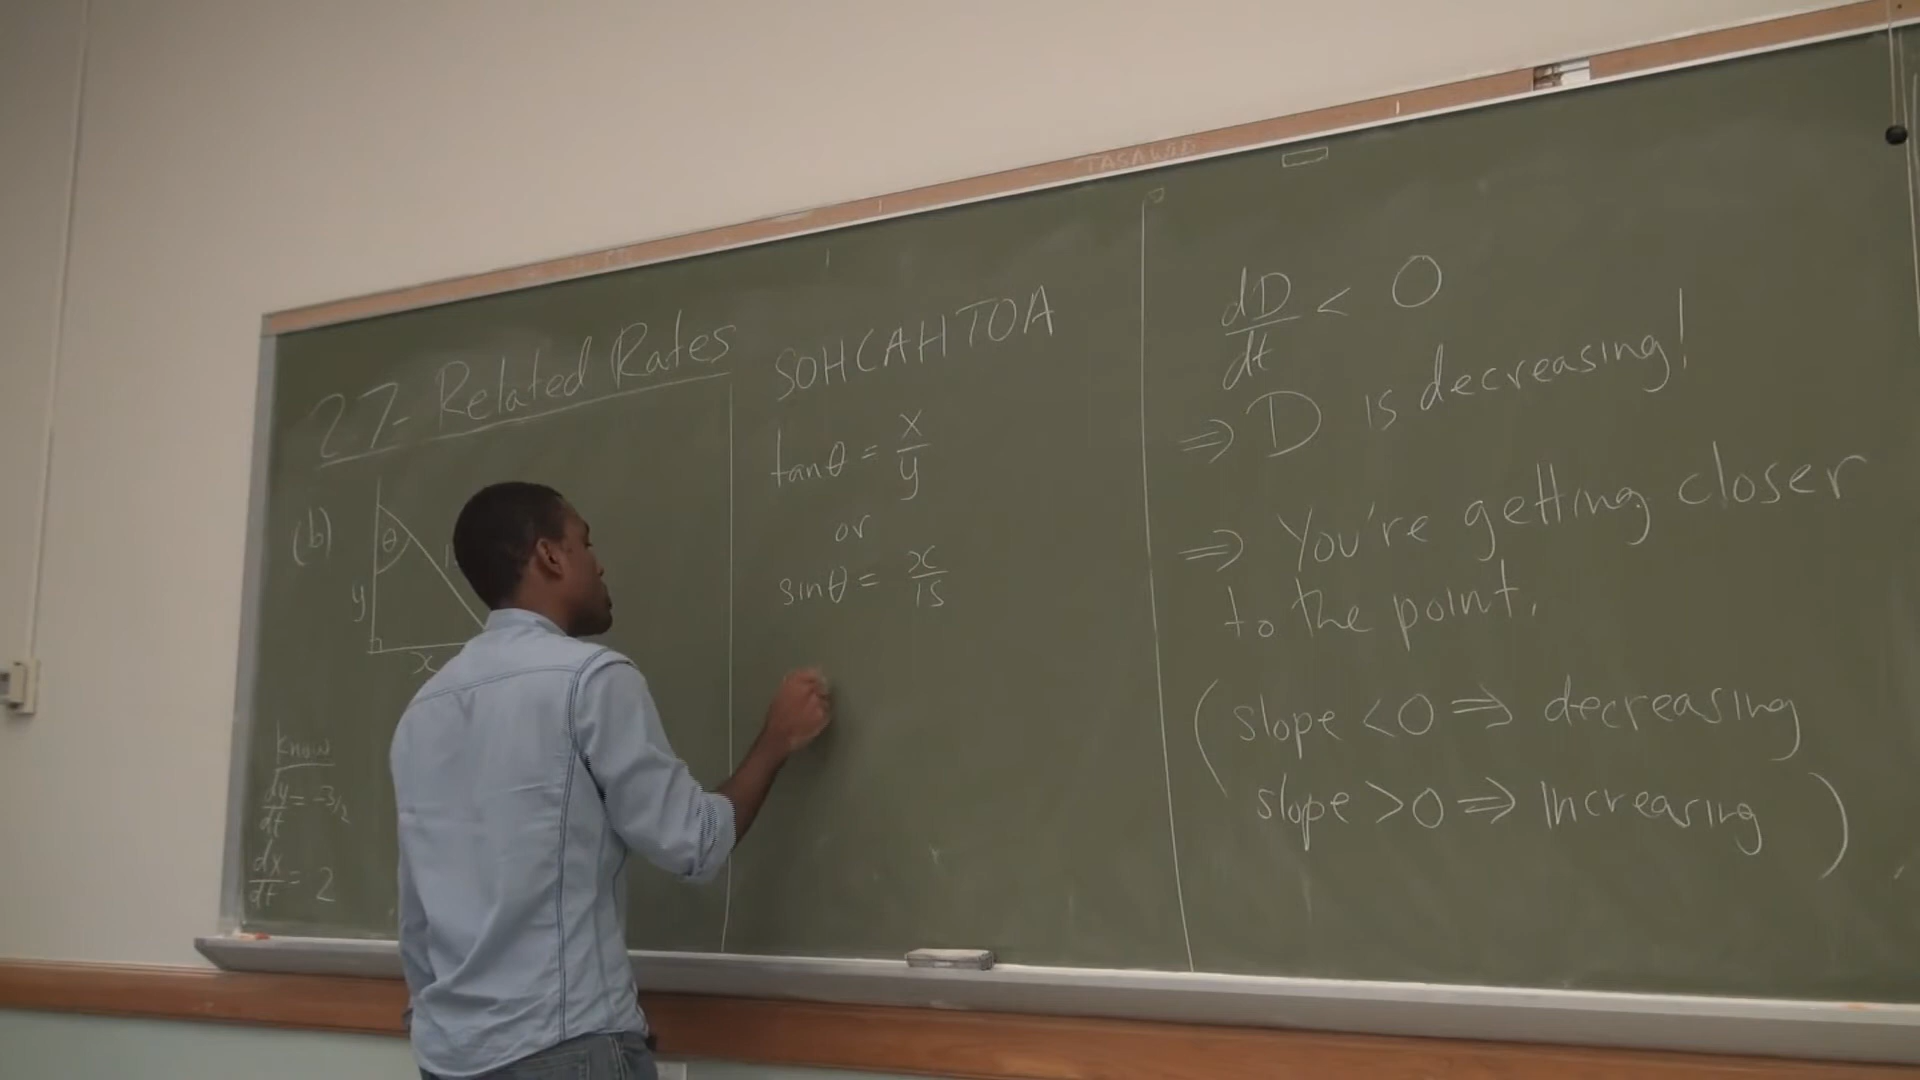 27- Related Rates
(b)
θ
y
x
know
dy/dt = -3/2
dx/dt = 2
SOHCAHTOA
tanθ = x/y
or
sinθ = x/15
dD/dt < 0
⇒ D is decreasing!
⇒ You're getting closer
to the point.
(slope <0 ⇒ decreasing
slope >0 ⇒ increasing)